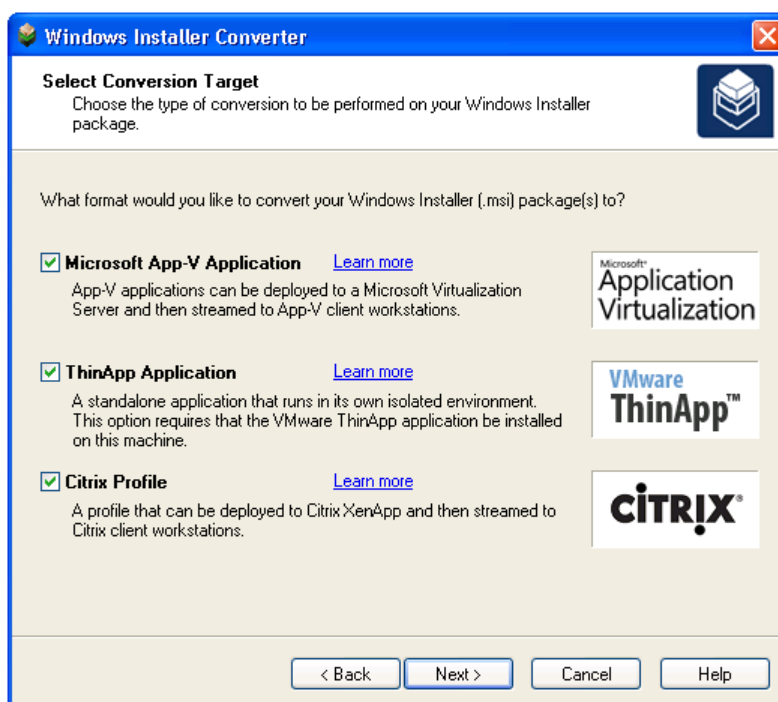 Windows Installer Converter
Select Conversion Target
Choose the type of conversion to be performed on your Windows Installer
package.
What format would you like to convert your Windows Installer (.msi) package(s) to?
Microsoft App-V Application Learn more
App-V applications can be deployed to a Microsoft Virtualization
Server and then streamed to App-V client workstations.
Microsoft®
Application
Virtualization
ThinApp Application Learn more
A standalone application that runs in its own isolated environment.
This option requires that the VMware ThinApp application be installed
on this machine.
VMware
ThinApp™
Citrix Profile Learn more
A profile that can be deployed to Citrix XenApp and then streamed to
Citrix client workstations.
CITRIX®
< Back Next > Cancel Help